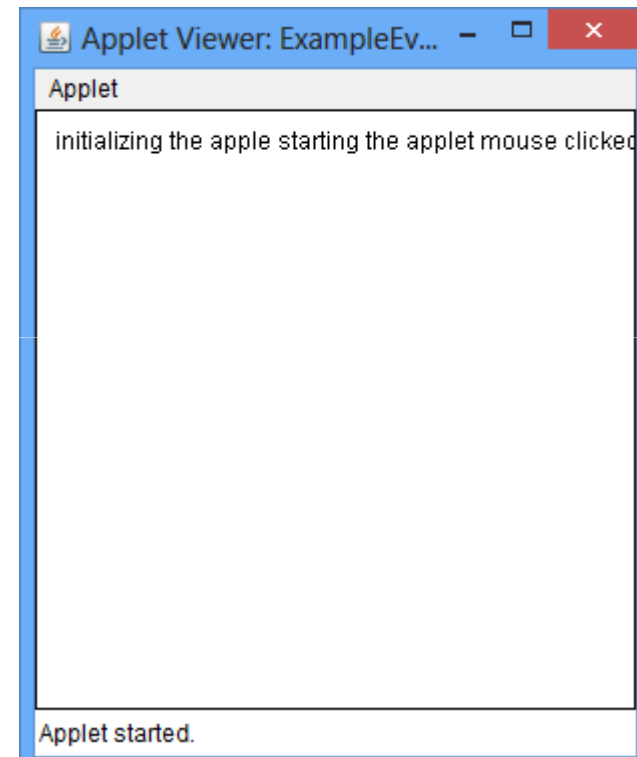 Applet Viewer: ExampleEv...
Applet
initializing the apple starting the applet mouse clicked
Applet started.